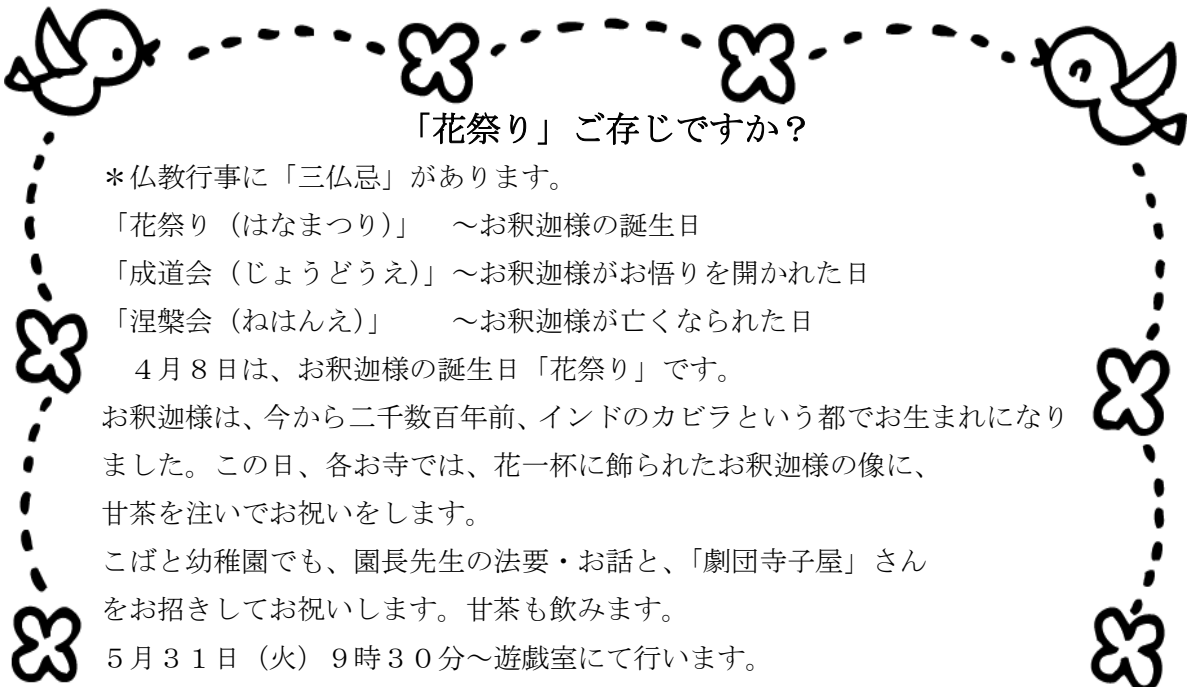 「花祭り」ご存じですか？
＊仏教行事に「三仏忌」があります。
「花祭り（はなまつり）」　～お釈迦様の誕生日
「成道会（じょうどうえ）」～お釈迦様がお悟りを開かれた日
「涅槃会（ねはんえ）」　　～お釈迦様が亡くなられた日
　４月８日は、お釈迦様の誕生日「花祭り」です。
お釈迦様は、今から二千数百年前、インドのカビラという都でお生まれになり
ました。この日、各お寺では、花一杯に飾られたお釈迦様の像に、
甘茶を注いでお祝いをします。
こばと幼稚園でも、園長先生の法要・お話と、「劇団寺子屋」さん
をお招きしてお祝いします。甘茶も飲みます。
５月３１日（火）９時３０分～遊戯室にて行います。